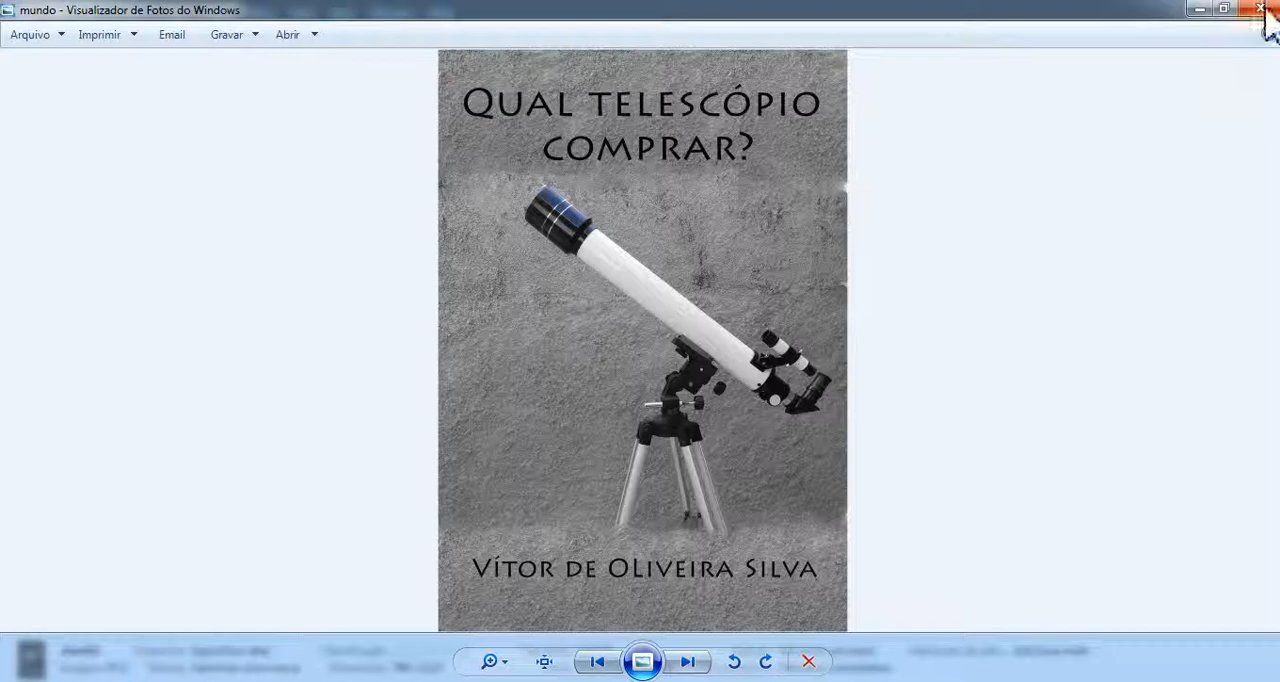 mundo - Visualizador de Fotos do Windows
Arquivo Imprimir Email Gravar Abrir
QUAL TELESCÓPIO
COMPRAR?
VÍTOR DE OLIVEIRA SILVA